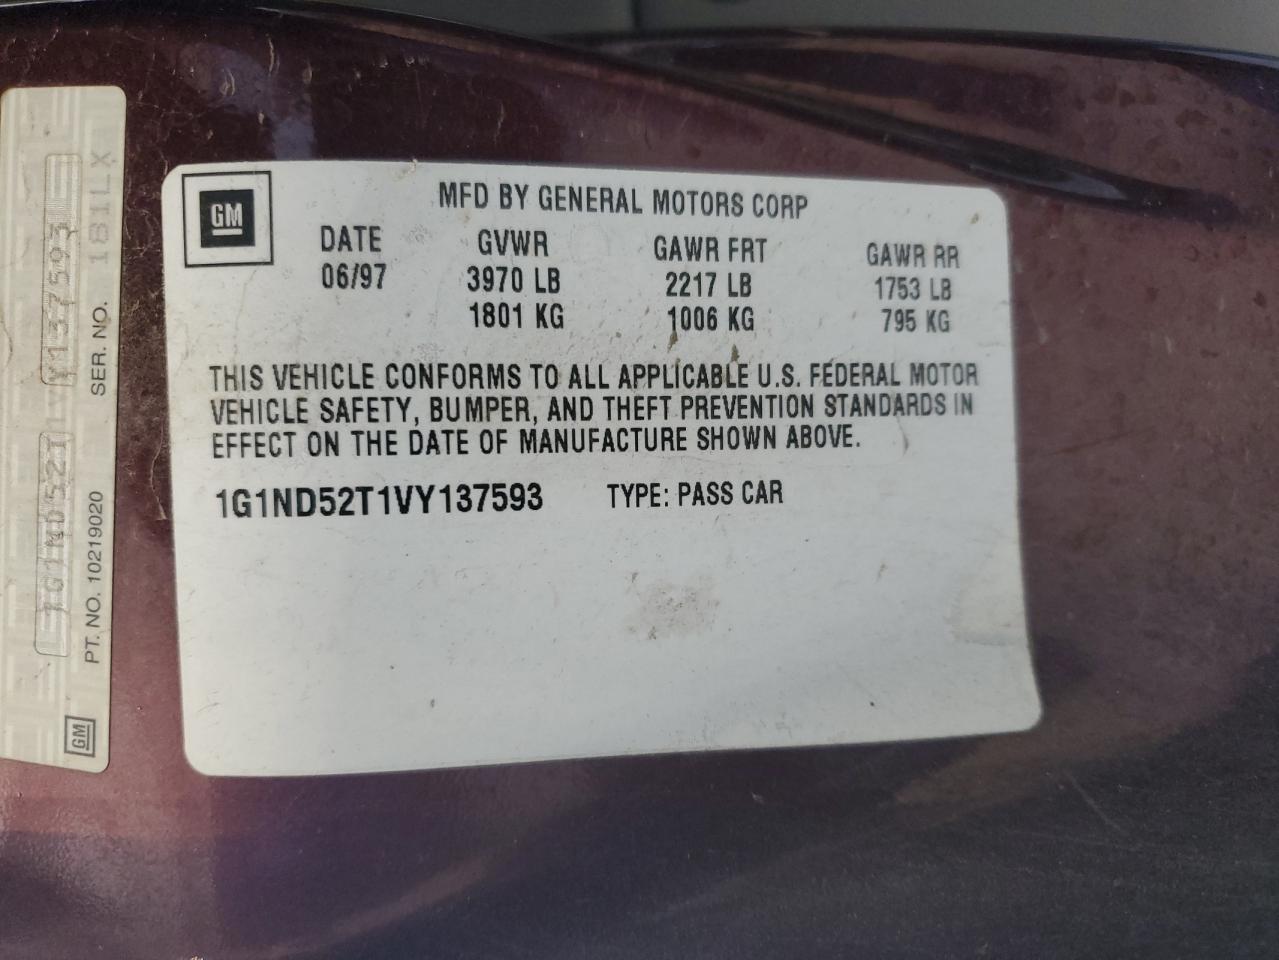 GM
MFD BY GENERAL MOTORS CORP
DATE GVWR GAWR FRT GAWR RR
06/97 3970 LB 2217 LB 1753 LB
1801 KG 1006 KG 795 KG
THIS VEHICLE CONFORMS TO ALL APPLICABLE U.S. FEDERAL MOTOR
VEHICLE SAFETY, BUMPER, AND THEFT PREVENTION STANDARDS IN
EFFECT ON THE DATE OF MANUFACTURE SHOWN ABOVE.
1G1ND52T1VY137593 TYPE: PASS CAR
1G1ND52T1VY137593
PT. NO. 10219020 SER. NO. 181LX
GM